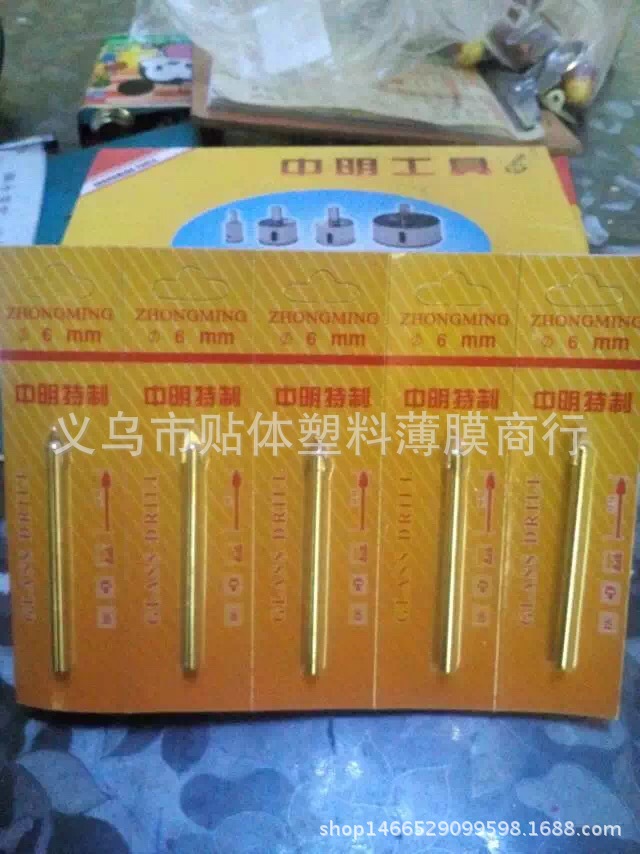 中明工具
ZHONGMING ZHONGMING ZHONGMING ZHONGMING ZHONGMING
∅ 6 mm ∅ 6 mm ∅ 6 mm ∅ 6 mm ∅ 6 mm
中明特制 中明特制 中明特制 中明特制 中明特制
义乌市贴体塑料薄膜商行
GLASS DRILL GLASS DRILL GLASS DRILL GLASS DRILL GLASS DRILL
shop1466529099598.1688.com